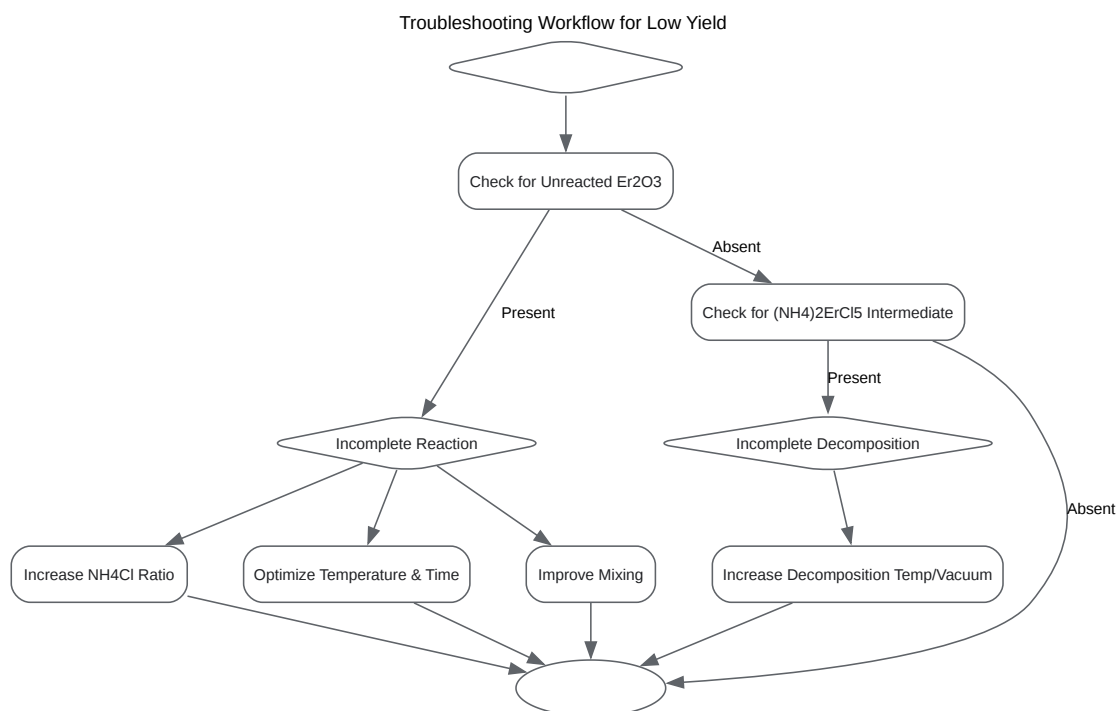 Troubleshooting Workflow for Low Yield
Check for Unreacted Er2O3
Absent
Present
Check for (NH4)2ErCl5 Intermediate
Present
Incomplete Reaction
Incomplete Decomposition
Absent
Increase NH4Cl Ratio
Optimize Temperature & Time
Improve Mixing
Increase Decomposition Temp/Vacuum